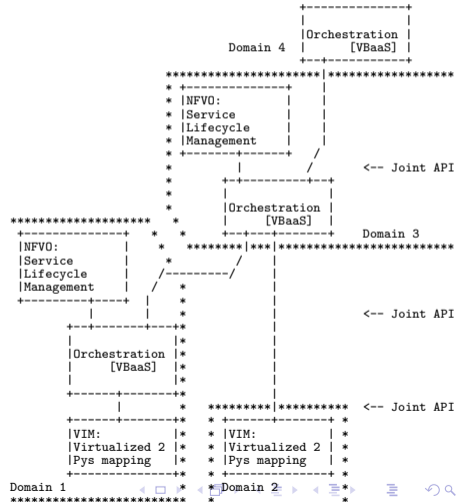 Orchestration
Domain 4 [VBaaS]
NFVO:
Service
Lifecycle
Management
<-- Joint API
Orchestration
[VBaaS]
Domain 3
NFVO:
Service
Lifecycle
Management
<-- Joint API
Orchestration
[VBaaS]
<-- Joint API
VIM:
Virtualized 2
Pys mapping
VIM:
Virtualized 2
Pys mapping
Domain 1
Domain 2